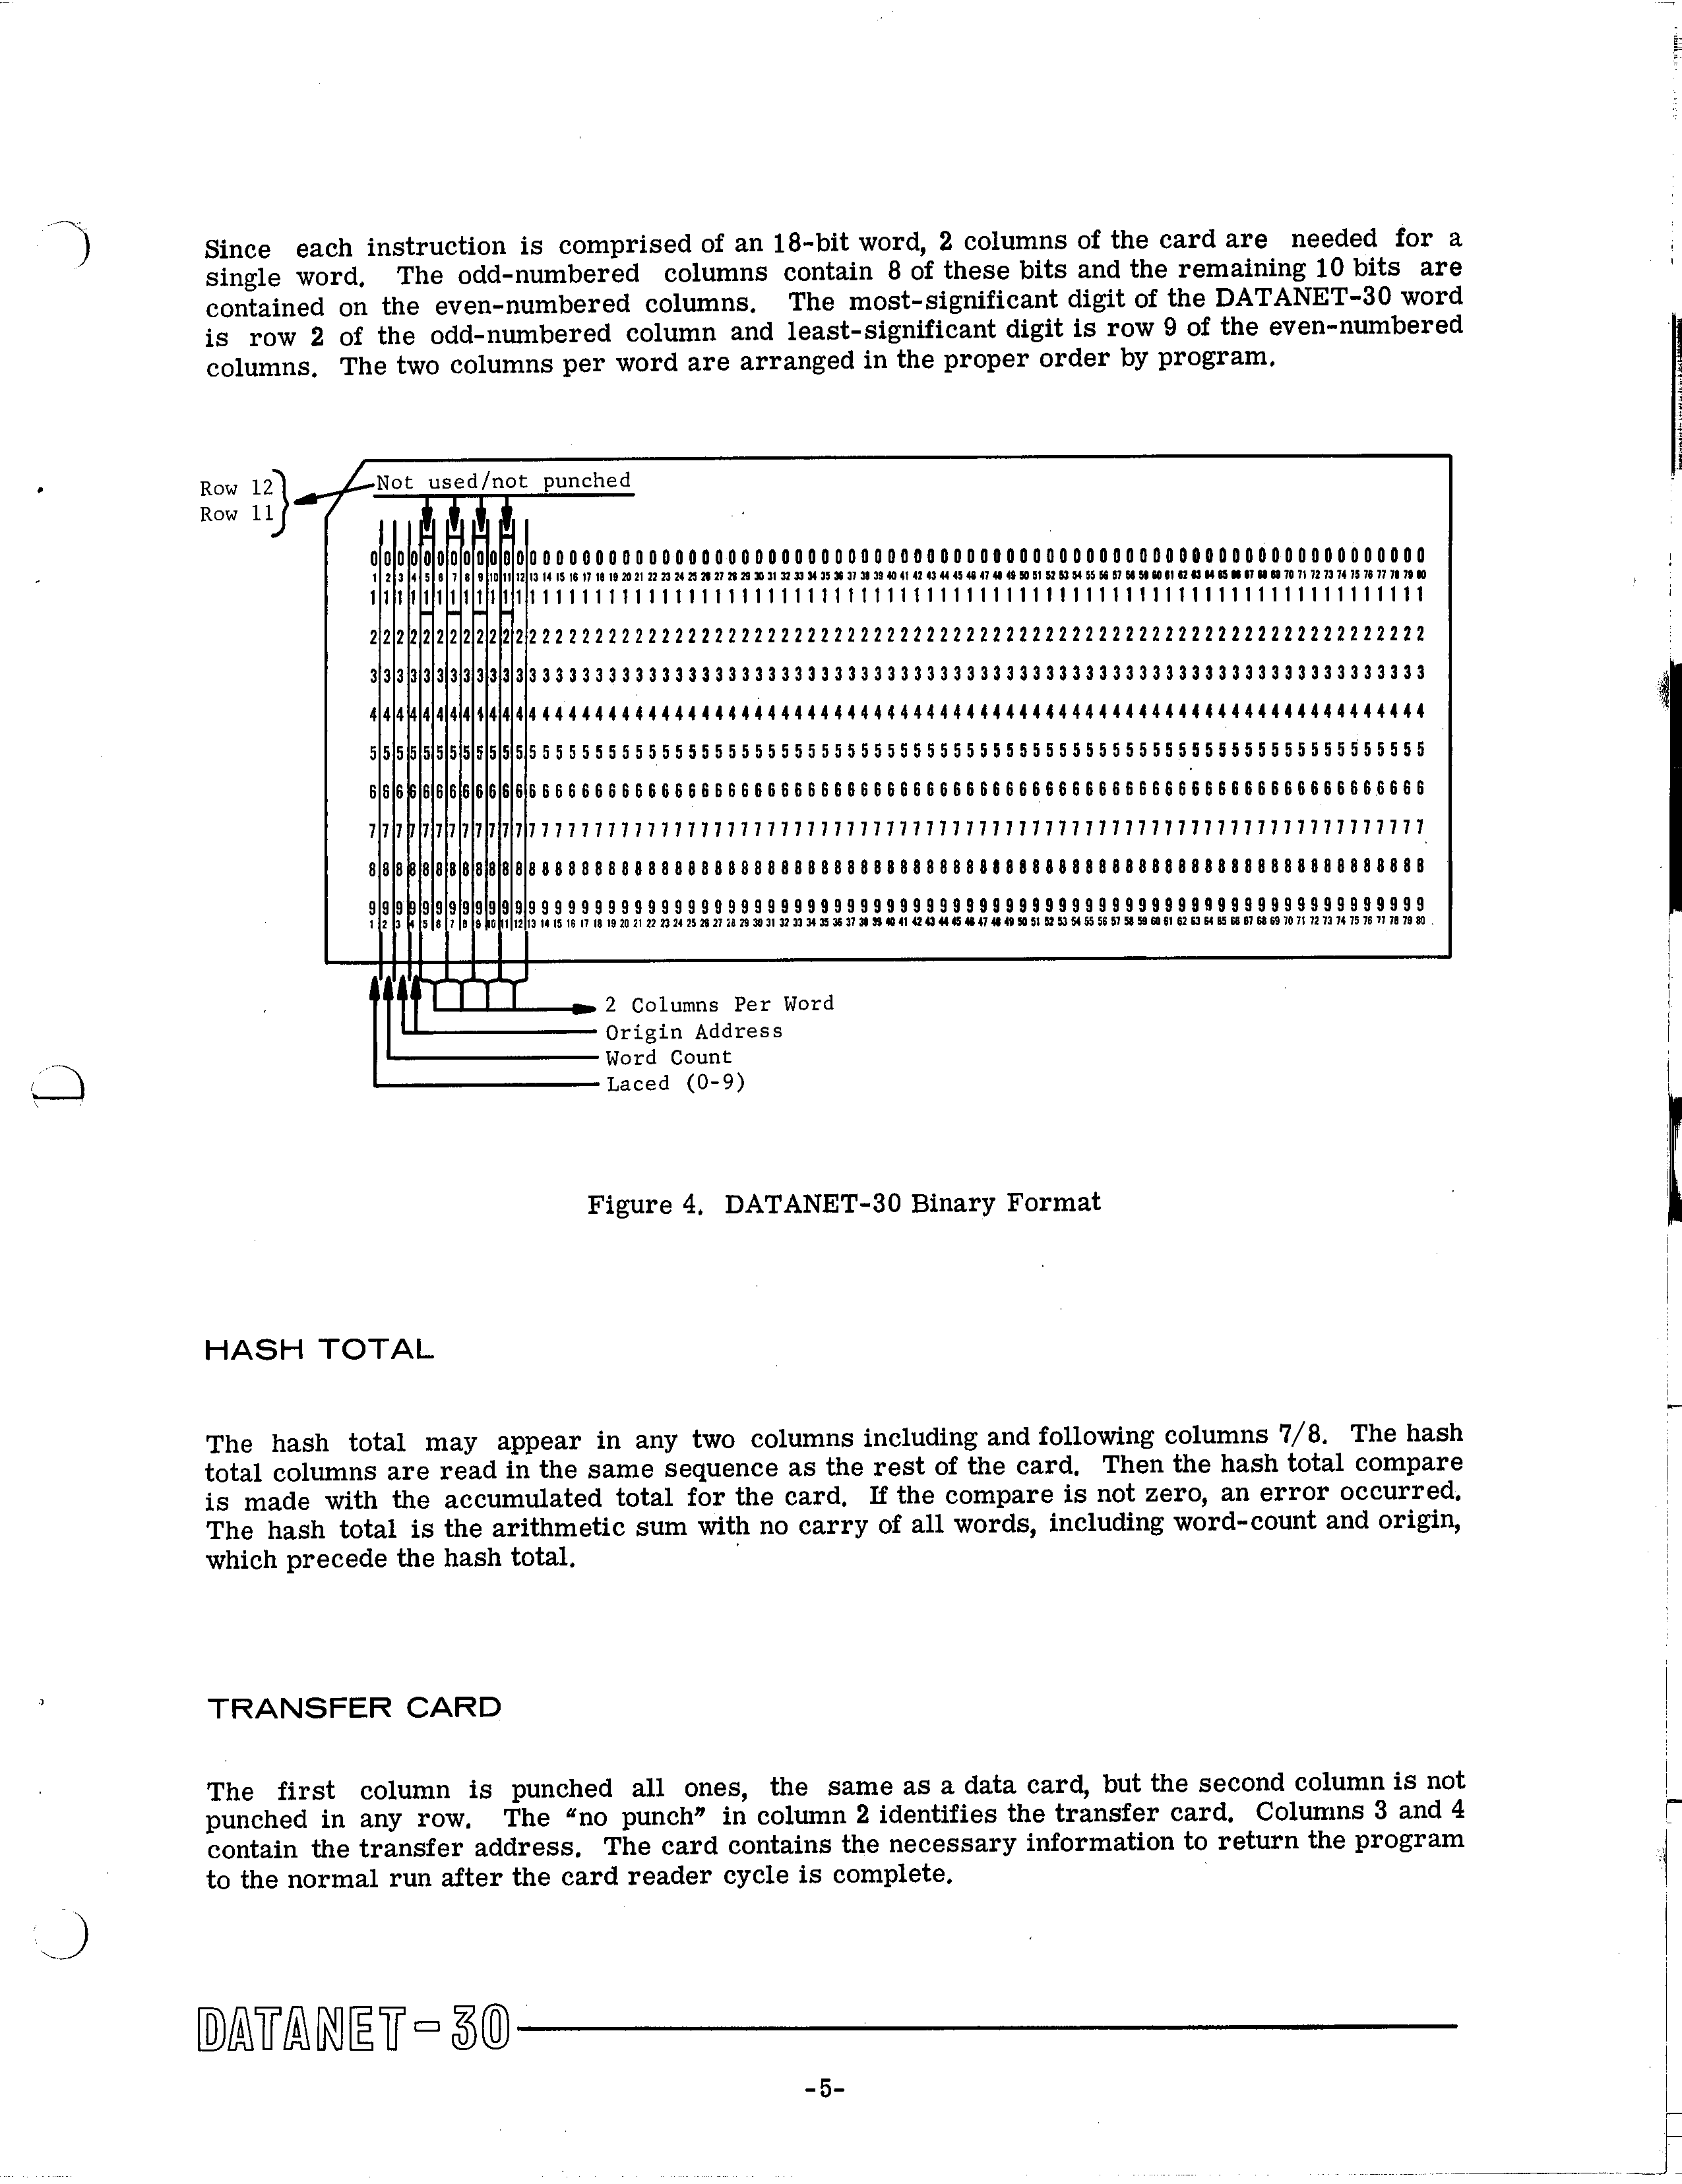 Since each instruction is comprised of an 18-bit word, 2 columns of the card are needed for a
single word. The odd-numbered columns contain 8 of these bits and the remaining 10 bits are
contained on the even-numbered columns. The most-significant digit of the DATANET-30 word
is row 2 of the odd-numbered column and least-significant digit is row 9 of the even-numbered
columns. The two columns per word are arranged in the proper order by program.
Row 12
Row 11
Not used/not punched
0 0 0 0 0 0 0 0 0 0 0 0 0 0 0 0 0 0 0 0 0 0 0 0 0 0 0 0 0 0 0 0 0 0 0 0 0 0 0 0 0 0 0 0 0 0 0 0 0 0 0 0 0 0 0 0 0 0 0 0 0 0 0 0 0 0 0 0 0 0 0 0 0 0 0 0 0 0 0 0
1 2 3 4 5 6 7 8 9 10 11 12 13 14 15 16 17 18 19 20 21 22 23 24 25 26 27 28 29 30 31 32 33 34 35 36 37 38 39 40 41 42 43 44 45 46 47 48 49 50 51 52 53 54 55 56 57 58 59 60 61 62 63 64 65 66 67 68 69 70 71 72 73 74 75 76 77 78 79 80
1 1 1 1 1 1 1 1 1 1 1 1 1 1 1 1 1 1 1 1 1 1 1 1 1 1 1 1 1 1 1 1 1 1 1 1 1 1 1 1 1 1 1 1 1 1 1 1 1 1 1 1 1 1 1 1 1 1 1 1 1 1 1 1 1 1 1 1 1 1 1 1 1 1 1 1 1 1 1 1
2 2 2 2 2 2 2 2 2 2 2 2 2 2 2 2 2 2 2 2 2 2 2 2 2 2 2 2 2 2 2 2 2 2 2 2 2 2 2 2 2 2 2 2 2 2 2 2 2 2 2 2 2 2 2 2 2 2 2 2 2 2 2 2 2 2 2 2 2 2 2 2 2 2 2 2 2 2 2 2
3 3 3 3 3 3 3 3 3 3 3 3 3 3 3 3 3 3 3 3 3 3 3 3 3 3 3 3 3 3 3 3 3 3 3 3 3 3 3 3 3 3 3 3 3 3 3 3 3 3 3 3 3 3 3 3 3 3 3 3 3 3 3 3 3 3 3 3 3 3 3 3 3 3 3 3 3 3 3 3
4 4 4 4 4 4 4 4 4 4 4 4 4 4 4 4 4 4 4 4 4 4 4 4 4 4 4 4 4 4 4 4 4 4 4 4 4 4 4 4 4 4 4 4 4 4 4 4 4 4 4 4 4 4 4 4 4 4 4 4 4 4 4 4 4 4 4 4 4 4 4 4 4 4 4 4 4 4 4 4
5 5 5 5 5 5 5 5 5 5 5 5 5 5 5 5 5 5 5 5 5 5 5 5 5 5 5 5 5 5 5 5 5 5 5 5 5 5 5 5 5 5 5 5 5 5 5 5 5 5 5 5 5 5 5 5 5 5 5 5 5 5 5 5 5 5 5 5 5 5 5 5 5 5 5 5 5 5 5 5
6 6 6 6 6 6 6 6 6 6 6 6 6 6 6 6 6 6 6 6 6 6 6 6 6 6 6 6 6 6 6 6 6 6 6 6 6 6 6 6 6 6 6 6 6 6 6 6 6 6 6 6 6 6 6 6 6 6 6 6 6 6 6 6 6 6 6 6 6 6 6 6 6 6 6 6 6 6 6 6
7 7 7 7 7 7 7 7 7 7 7 7 7 7 7 7 7 7 7 7 7 7 7 7 7 7 7 7 7 7 7 7 7 7 7 7 7 7 7 7 7 7 7 7 7 7 7 7 7 7 7 7 7 7 7 7 7 7 7 7 7 7 7 7 7 7 7 7 7 7 7 7 7 7 7 7 7 7 7 7
8 8 8 8 8 8 8 8 8 8 8 8 8 8 8 8 8 8 8 8 8 8 8 8 8 8 8 8 8 8 8 8 8 8 8 8 8 8 8 8 8 8 8 8 8 8 8 8 8 8 8 8 8 8 8 8 8 8 8 8 8 8 8 8 8 8 8 8 8 8 8 8 8 8 8 8 8 8 8 8
9 9 9 9 9 9 9 9 9 9 9 9 9 9 9 9 9 9 9 9 9 9 9 9 9 9 9 9 9 9 9 9 9 9 9 9 9 9 9 9 9 9 9 9 9 9 9 9 9 9 9 9 9 9 9 9 9 9 9 9 9 9 9 9 9 9 9 9 9 9 9 9 9 9 9 9 9 9 9 9
1 2 3 4 5 6 7 8 9 10 11 12 13 14 15 16 17 18 19 20 21 22 23 24 25 26 27 28 29 30 31 32 33 34 35 36 37 38 39 40 41 42 43 44 45 46 47 48 49 50 51 52 53 54 55 56 57 58 59 60 61 62 63 64 65 66 67 68 69 70 71 72 73 74 75 76 77 78 79 80
2 Columns Per Word
Origin Address
Word Count
Laced (0-9)
Figure 4. DATANET-30 Binary Format
HASH TOTAL
The hash total may appear in any two columns including and following columns 7/8. The hash
total columns are read in the same sequence as the rest of the card. Then the hash total compare
is made with the accumulated total for the card. If the compare is not zero, an error occurred.
The hash total is the arithmetic sum with no carry of all words, including word-count and origin,
which precede the hash total.
TRANSFER CARD
The first column is punched all ones, the same as a data card, but the second column is not
punched in any row. The “no punch” in column 2 identifies the transfer card. Columns 3 and 4
contain the transfer address. The card contains the necessary information to return the program
to the normal run after the card reader cycle is complete.
DATANET-30
-5-